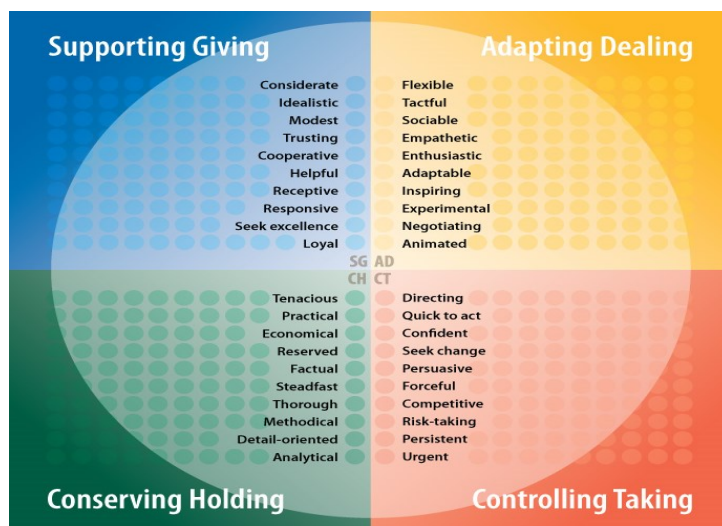 Supporting Giving
Considerate
Idealistic
Modest
Trusting
Cooperative
Helpful
Receptive
Responsive
Seek excellence
Loyal
Adapting Dealing
Flexible
Tactful
Sociable
Empathetic
Enthusiastic
Adaptable
Inspiring
Experimental
Negotiating
Animated
SG AD
CH CT
Tenacious
Practical
Economical
Reserved
Factual
Steadfast
Thorough
Methodical
Detail-oriented
Analytical
Conserving Holding
Directing
Quick to act
Confident
Seek change
Persuasive
Forceful
Competitive
Risk-taking
Persistent
Urgent
Controlling Taking